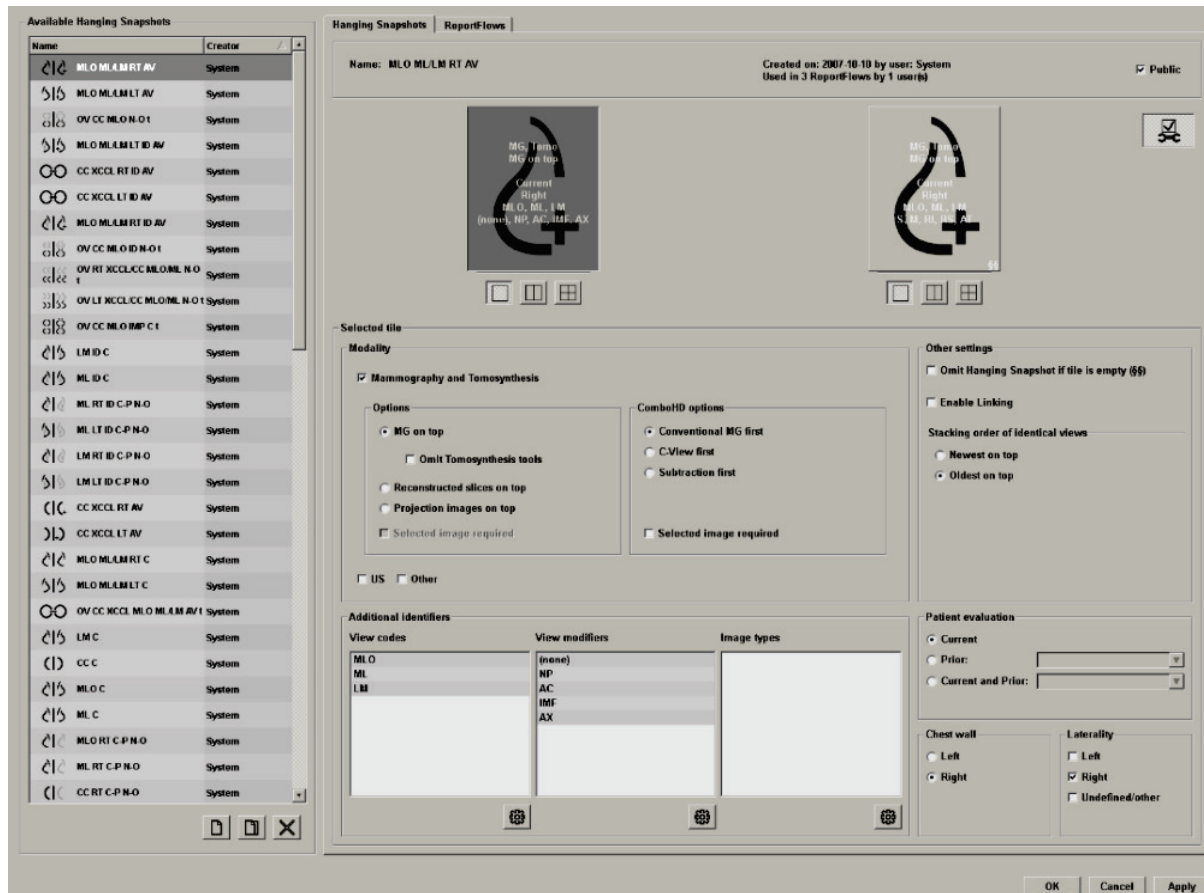 Available Hanging Snapshots
Name Creator
MLO ML/LM RT AV System
MLO ML/LM LT AV System
OV CC MLO N-O t System
MLO ML/LM LT ID AV System
CC XCCL RT ID AV System
CC XCCL LT ID AV System
MLO ML/LM RT ID AV System
OV CC MLO ID N-O t System
OV RT XCCL/CC MLO/ML N-O
t System
OV LT XCCL/CC MLO/ML N-O t System
OV CC MLO IMP C t System
LM ID C System
ML ID C System
ML RT ID C-P N-O System
ML LT ID C-P N-O System
LM RT ID C-P N-O System
LM LT ID C-P N-O System
CC XCCL RT AV System
CC XCCL LT AV System
MLO ML/LM RT C System
MLO ML/LM LT C System
OV CC XCCL MLO ML/LM AV t System
LM C System
CC C System
MLO C System
ML C System
MLO RT C-P N-O System
ML RT C-P N-O System
CC RT C-P N-O System
Hanging Snapshots ReportFlows
Name: MLO ML/LM RT AV
Created on: 2007-10-10 by user: System
Used in 3 ReportFlows by 1 user(s)
Public
MG, Tomo
MG on top
Current
Right
MLO, ML, LM
(none), NP, AC, IMF, AX
MG, Tomo
MG on top
Current
Right
MLO, ML, LM
S, M, RL, RS, AT
§§
Selected tile
Modality
Mammography and Tomosynthesis
Options
MG on top
Omit Tomosynthesis tools
Reconstructed slices on top
Projection images on top
Selected image required
ComboHD options
Conventional MG first
C-View first
Subtraction first
Selected image required
US Other
Other settings
Omit Hanging Snapshot if tile is empty (§§)
Enable Linking
Stacking order of identical views
Newest on top
Oldest on top
Additional identifiers
View codes
MLO
ML
LM
View modifiers
(none)
NP
AC
IMF
AX
Image types
Patient evaluation
Current
Prior:
Current and Prior:
Chest wall
Left
Right
Laterality
Left
Right
Undefined/other
OK Cancel Apply